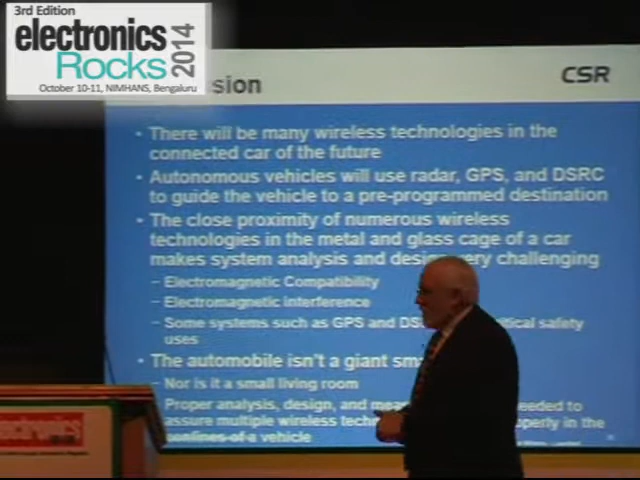 3rd Edition
electronics
Rocks 2014
October 10-11, NIMHANS, Bengaluru
sion
CSR
• There will be many wireless technologies in the
connected car of the future
• Autonomous vehicles will use radar, GPS, and DSRC
to guide the vehicle to a pre-programmed destination
• The close proximity of numerous wireless
technologies in the metal and glass cage of a car
makes system analysis and design very challenging
– Electromagnetic Compatibility
– Electromagnetic Interference
– Some systems such as GPS and safety
uses
• The automobile isn't a giant
– Nor is it a small living room
– Proper analysis, design, and needed to
assure multiple wireless in the
confines of a vehicle
electronics